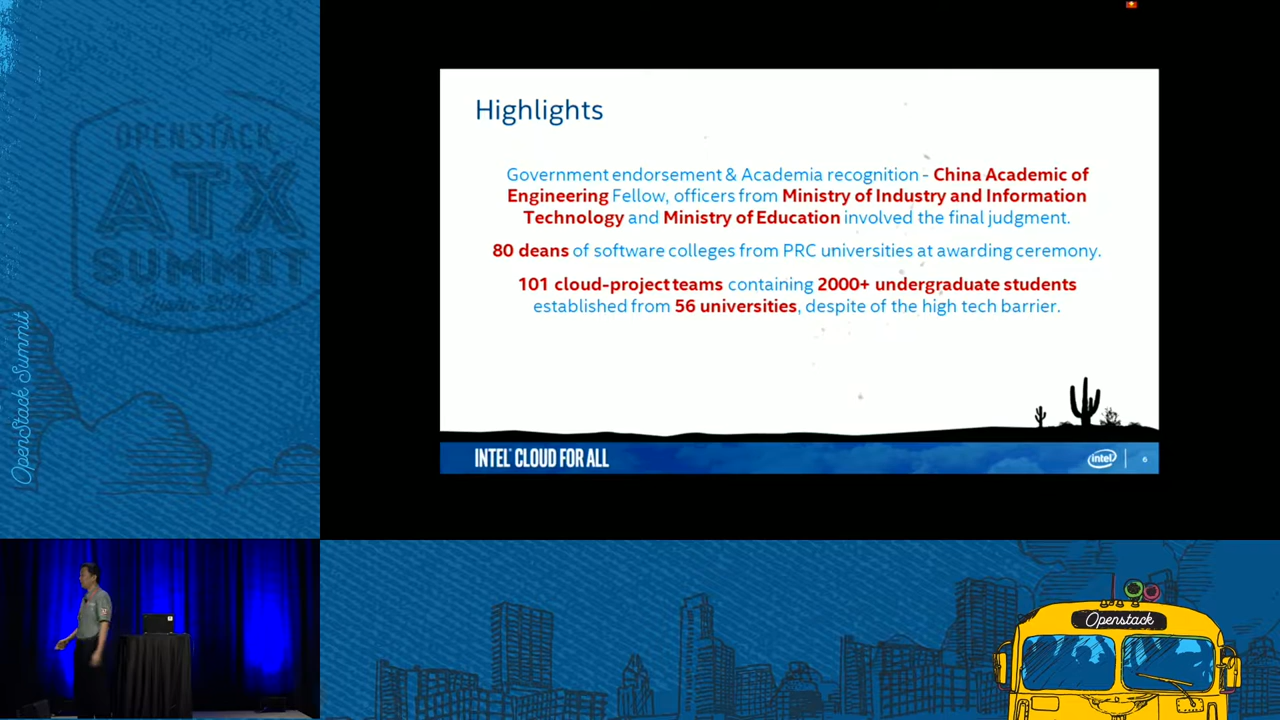 OPENSTACK
ATX
SUMMIT
OpenStack Summit
Highlights
Government endorsement & Academia recognition - China Academic of
Engineering Fellow, officers from Ministry of Industry and Information
Technology and Ministry of Education involved the final judgment.
80 deans of software colleges from PRC universities at awarding ceremony.
101 cloud-project teams containing 2000+ undergraduate students
established from 56 universities, despite of the high tech barrier.
INTEL CLOUD FOR ALL
intel
6
Openstack